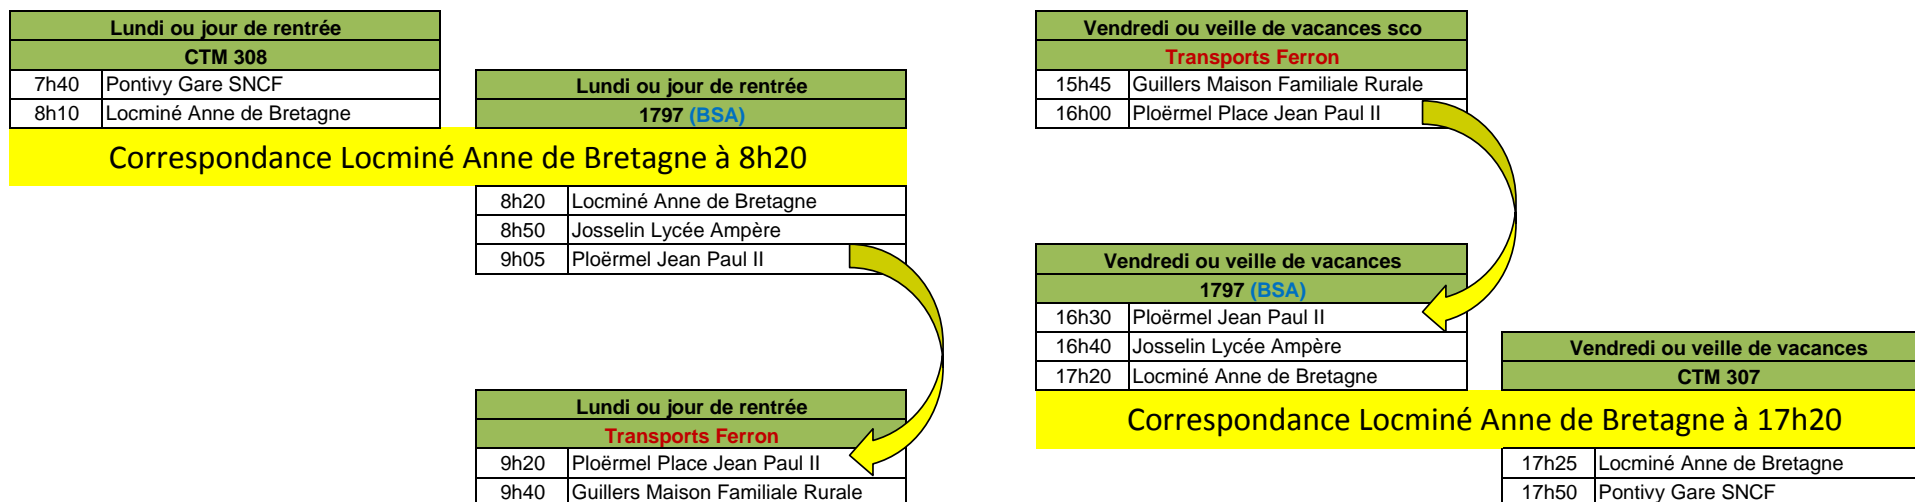 Lundi ou jour de rentrée
CTM 308
7h40 Pontivy Gare SNCF
8h10 Locminé Anne de Bretagne
Lundi ou jour de rentrée
1797 (BSA)
Correspondance Locminé Anne de Bretagne à 8h20
8h20 Locminé Anne de Bretagne
8h50 Josselin Lycée Ampère
9h05 Ploërmel Jean Paul II
Lundi ou jour de rentrée
Transports Ferron
9h20 Ploërmel Place Jean Paul II
9h40 Guillers Maison Familiale Rurale
Vendredi ou veille de vacances sco
Transports Ferron
15h45 Guillers Maison Familiale Rurale
16h00 Ploërmel Place Jean Paul II
Vendredi ou veille de vacances
1797 (BSA)
16h30 Ploërmel Jean Paul II
16h40 Josselin Lycée Ampère
17h20 Locminé Anne de Bretagne
Vendredi ou veille de vacances
CTM 307
Correspondance Locminé Anne de Bretagne à 17h20
17h25 Locminé Anne de Bretagne
17h50 Pontivy Gare SNCF